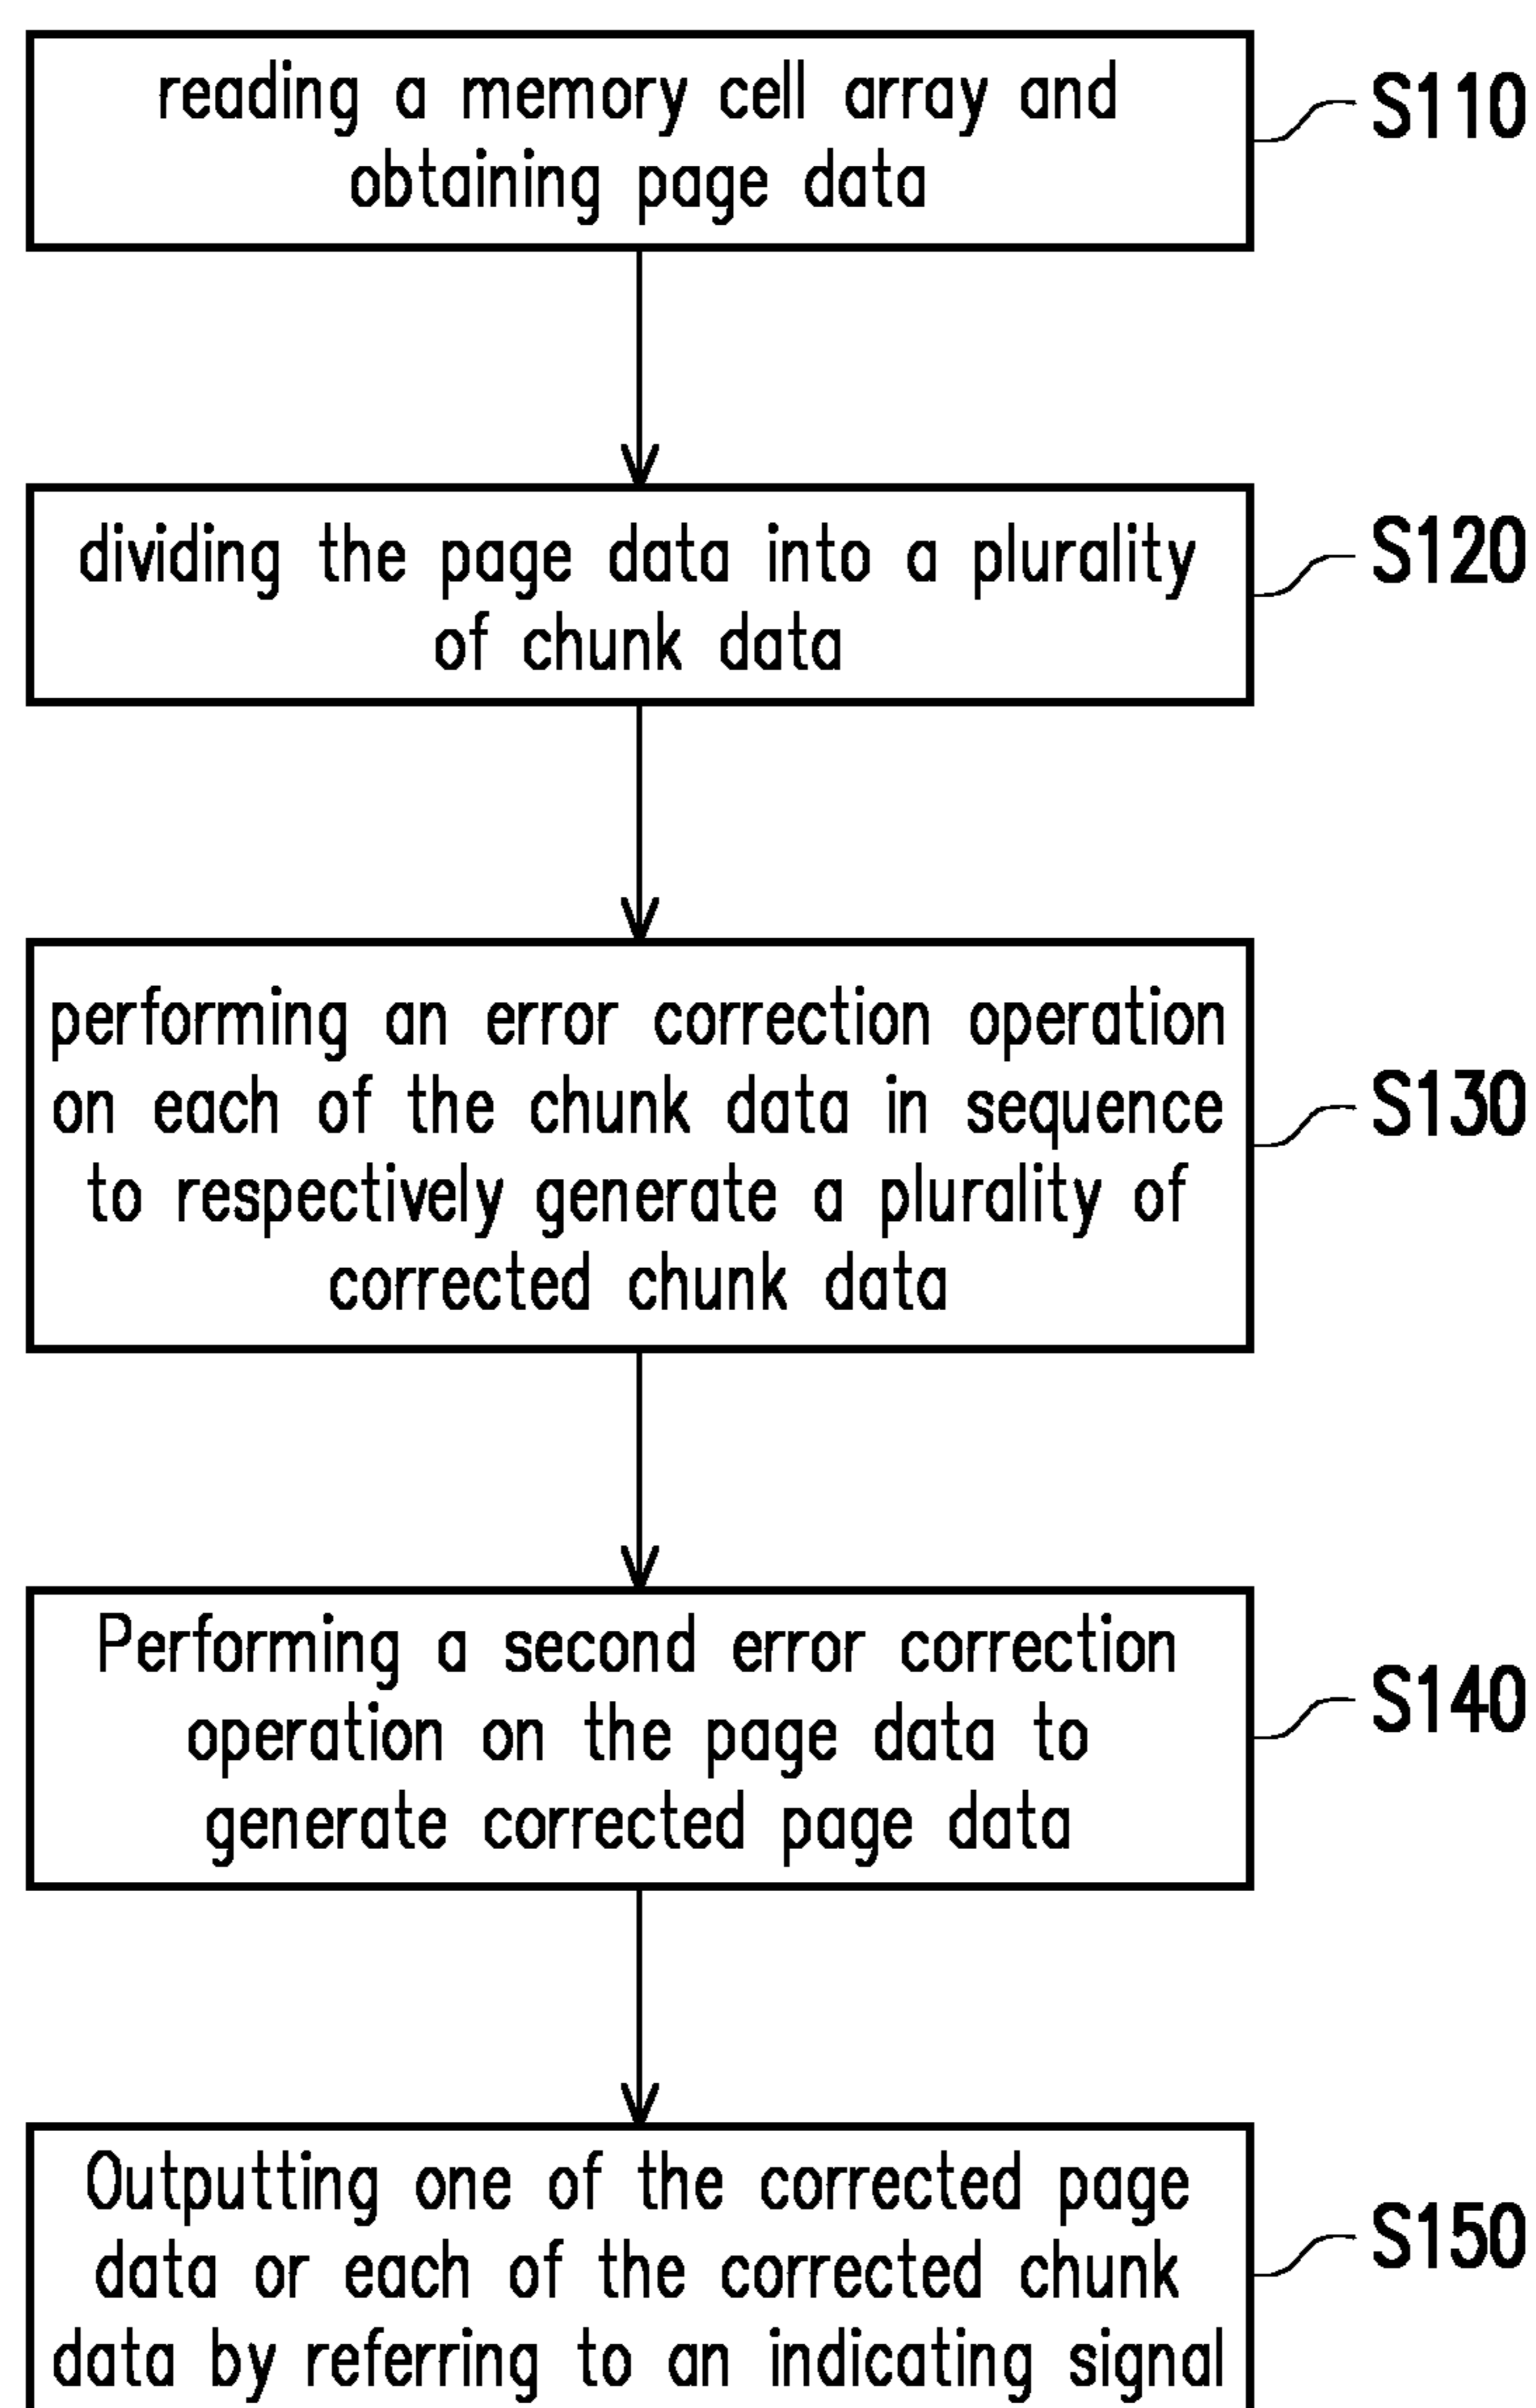 reading a memory cell array and
obtaining page data
S110
dividing the page data into a plurality
of chunk data
S120
performing an error correction operation
on each of the chunk data in sequence
to respectively generate a plurality of
corrected chunk data
S130
Performing a second error correction
operation on the page data to
generate corrected page data
S140
Outputting one of the corrected page
data or each of the corrected chunk
data by referring to an indicating signal
S150